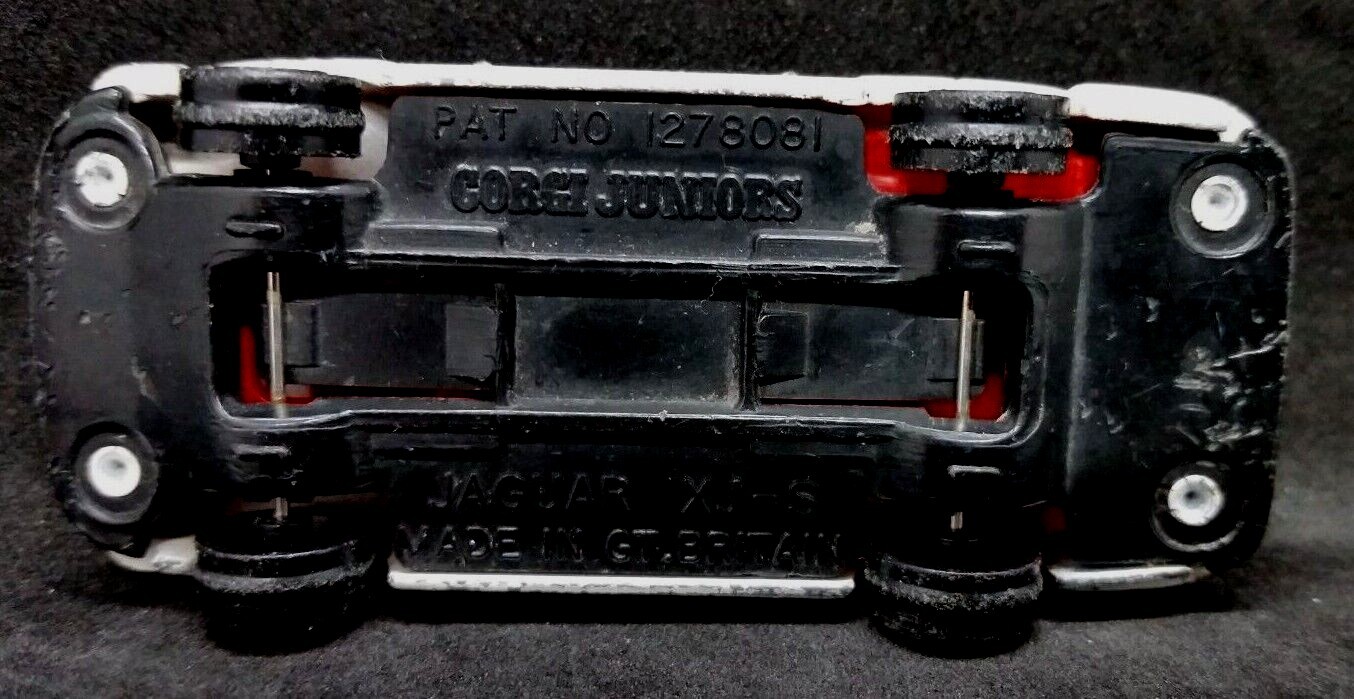 PAT NO 1278081
CORGI JUNIORS
JAGUAR XJ-S
MADE IN GT. BRITAIN